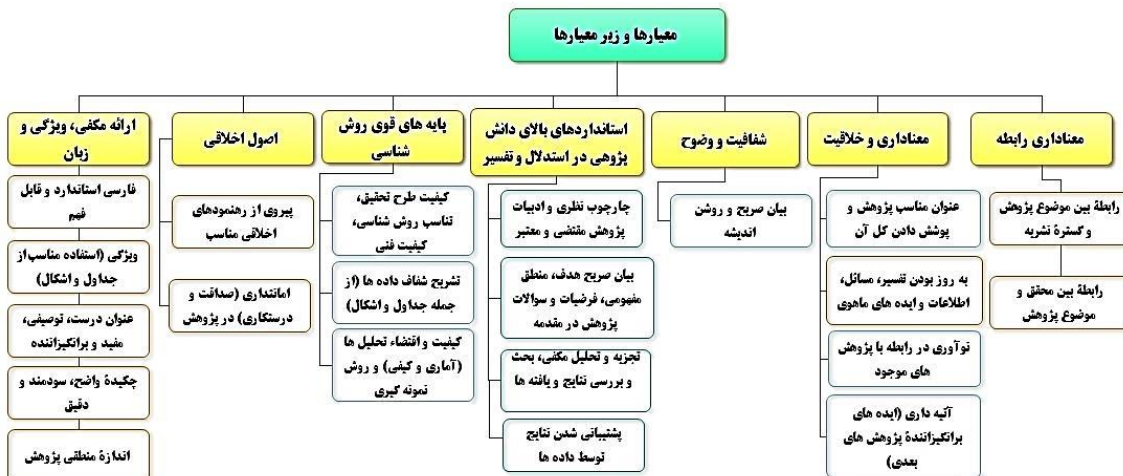 معیارها و زیر معیارها
معناداری رابطه
رابطهٔ بین موضوع پژوهش
و گسترهٔ نشریه
رابطهٔ بین محقق و
موضوع پژوهش
معناداری و خلاقیت
عنوان مناسب پژوهش و
پوشش دادن کل آن
به روز بودن تفسیر، مسائل،
اطلاعات و ایده های ماهوی
نوآوری در رابطه با پژوهش
های موجود
آتیه داری (ایده های
برانگیزانندهٔ پژوهش های
بعدی)
شفافیت و وضوح
بیان صریح و روشن
اندیشه
استانداردهای بالای دانش
پژوهی در استدلال و تفسیر
چارچوب نظری و ادبیات
پژوهش مقتضی و معتبر
بیان صریح هدف، منطق
مفهومی، فرضیات و سوالات
پژوهش در مقدمه
تجزیه و تحلیل مکفی، بحث
و بررسی نتایج و یافته ها
پشتیبانی شدن نتایج
توسط داده ها
پایه های قوی روش
شناسی
کیفیت طرح تحقیق،
تناسب روش شناسی،
کیفیت فنی
تشریح شفاف داده ها (از
جمله جداول و اشکال)
کیفیت و اقتضاء تحلیل ها
(آماری و کیفی) و روش
نمونه گیری
اصول اخلاقی
پیروی از رهنمودهای
اخلاقی مناسب
امانتداری (صداقت و
درستکاری) در پژوهش
ارائه مکفی، ویژگی و
زبان
فارسی استاندارد و قابل
فهم
ویژگی (استفاده مناسب از
جداول و اشکال)
عنوان درست، توصیفی،
مفید و برانگیزاننده
چکیدهٔ واضح، سودمند و
دقیق
اندازهٔ منطقی پژوهش